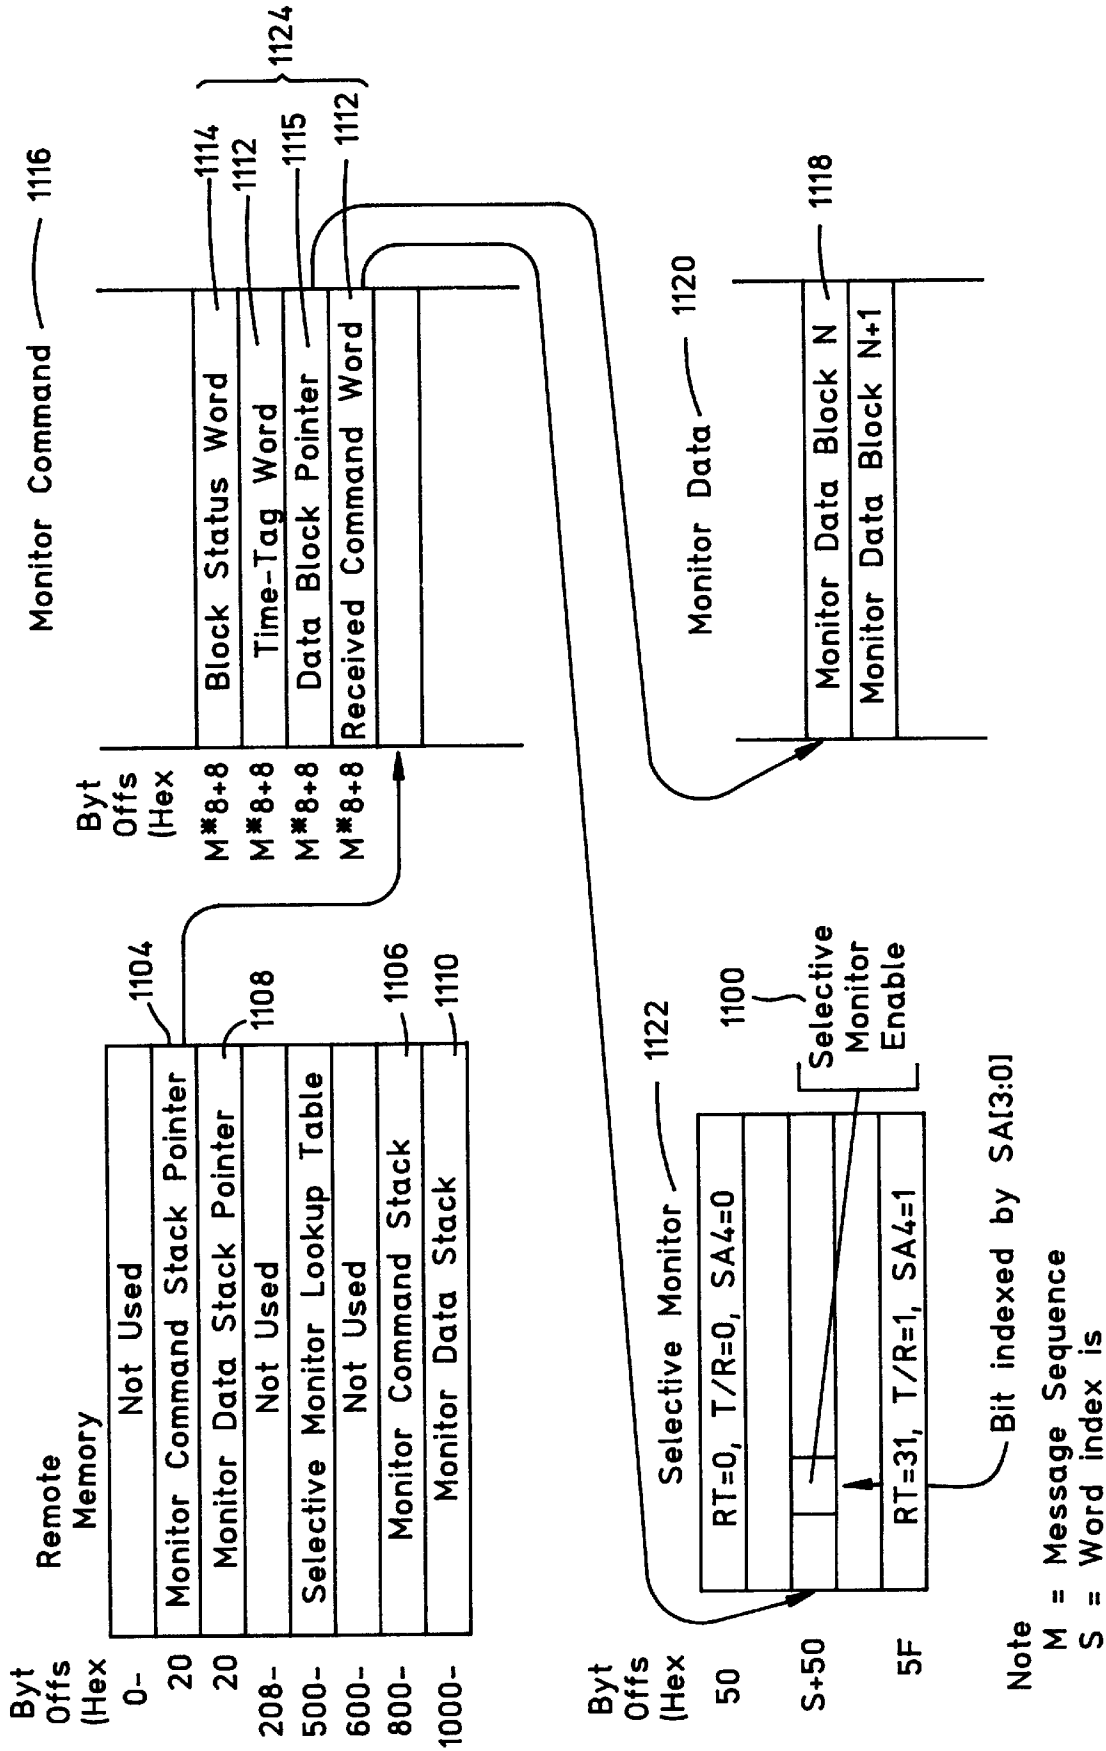 Remote
Memory
Byt
Offs
(Hex
0- Not Used
20 Monitor Command Stack Pointer 1104
20 Monitor Data Stack Pointer 1108
208- Not Used
500- Selective Monitor Lookup Table
600- Not Used
800- Monitor Command Stack 1106
1000- Monitor Data Stack 1110
Monitor Command 1116
Byt
Offs
(Hex
M*8+8 Block Status Word 1114
M*8+8 Time-Tag Word 1112
M*8+8 Data Block Pointer 1115
M*8+8 Received Command Word 1112
1124
Selective Monitor 1122
Byt
Offs
(Hex
50 RT=0, T/R=0, SA4=0
S+50
5F RT=31, T/R=1, SA4=1
1100
Selective
Monitor
Enable
Bit indexed by SA[3:0]
Monitor Data 1120
Monitor Data Block N 1118
Monitor Data Block N+1
Note
M = Message Sequence
S = Word index is